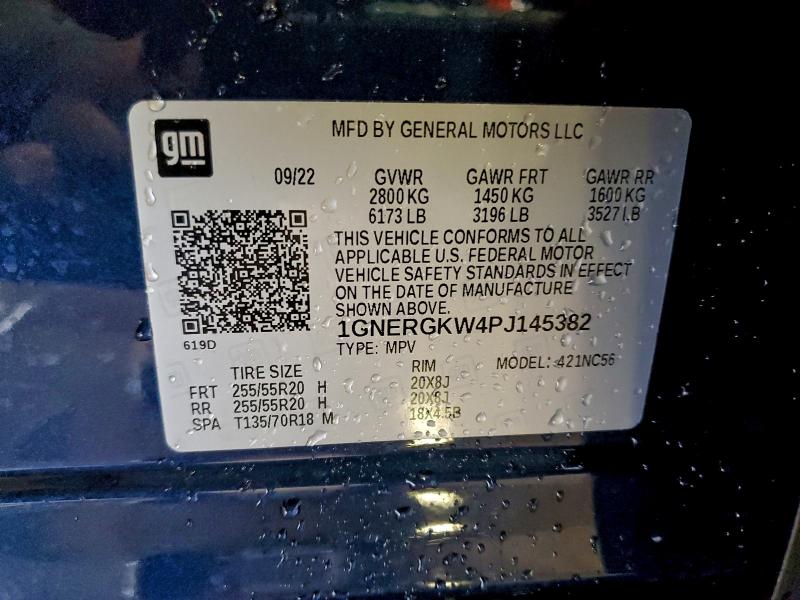 gm
MFD BY GENERAL MOTORS LLC
09/22 GVWR GAWR FRT GAWR RR
2800 KG 1450 KG 1600 KG
6173 LB 3196 LB 3527 LB
THIS VEHICLE CONFORMS TO ALL
APPLICABLE U.S. FEDERAL MOTOR
VEHICLE SAFETY STANDARDS IN EFFECT
ON THE DATE OF MANUFACTURE
SHOWN ABOVE.
1GNERGKW4PJ145382
619D
TYPE: MPV MODEL: 421NC56
TIRE SIZE RIM
FRT 255/55R20 H 20X8J
RR 255/55R20 H 20X8J
SPA T135/70R18 M 18X4.5B